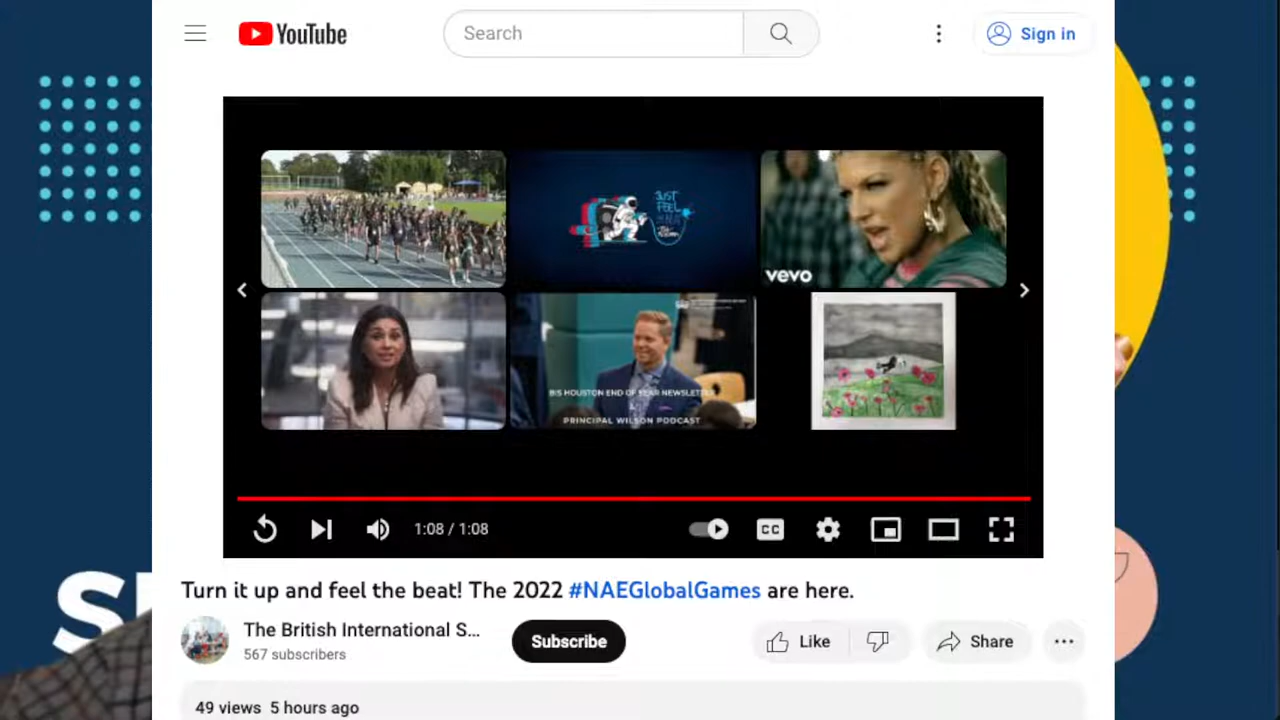 YouTube
Search
Sign in
JUST
FEEL
vevo
BIS HOUSTON END OF YEAR NEWSLETTER
PRINCIPAL WILSON PODCAST
1:08 / 1:08
CC
Turn it up and feel the beat! The 2022 #NAEGlobalGames are here.
The British International S...
567 subscribers
Subscribe
Like
Share
49 views 5 hours ago